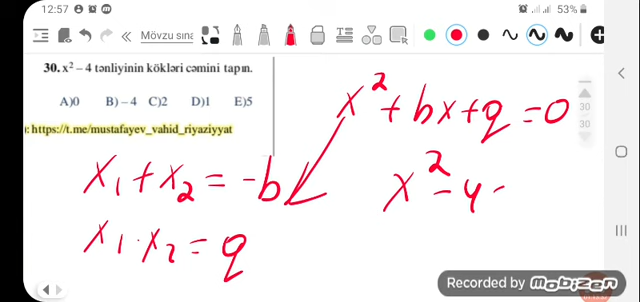 12:57 53%
Mövzu sına
30. x² – 4 tənliyinin kökləri cəmini tapın.
A)0 B) – 4 C)2 D)1 E)5
): https://t.me/mustafayev_vahid_riyaziyyat
x² + bx + q = 0
x₁ + x₂ = -b
x² - 4 -
x₁ · x₂ = q
30
30
Recorded by mobizen